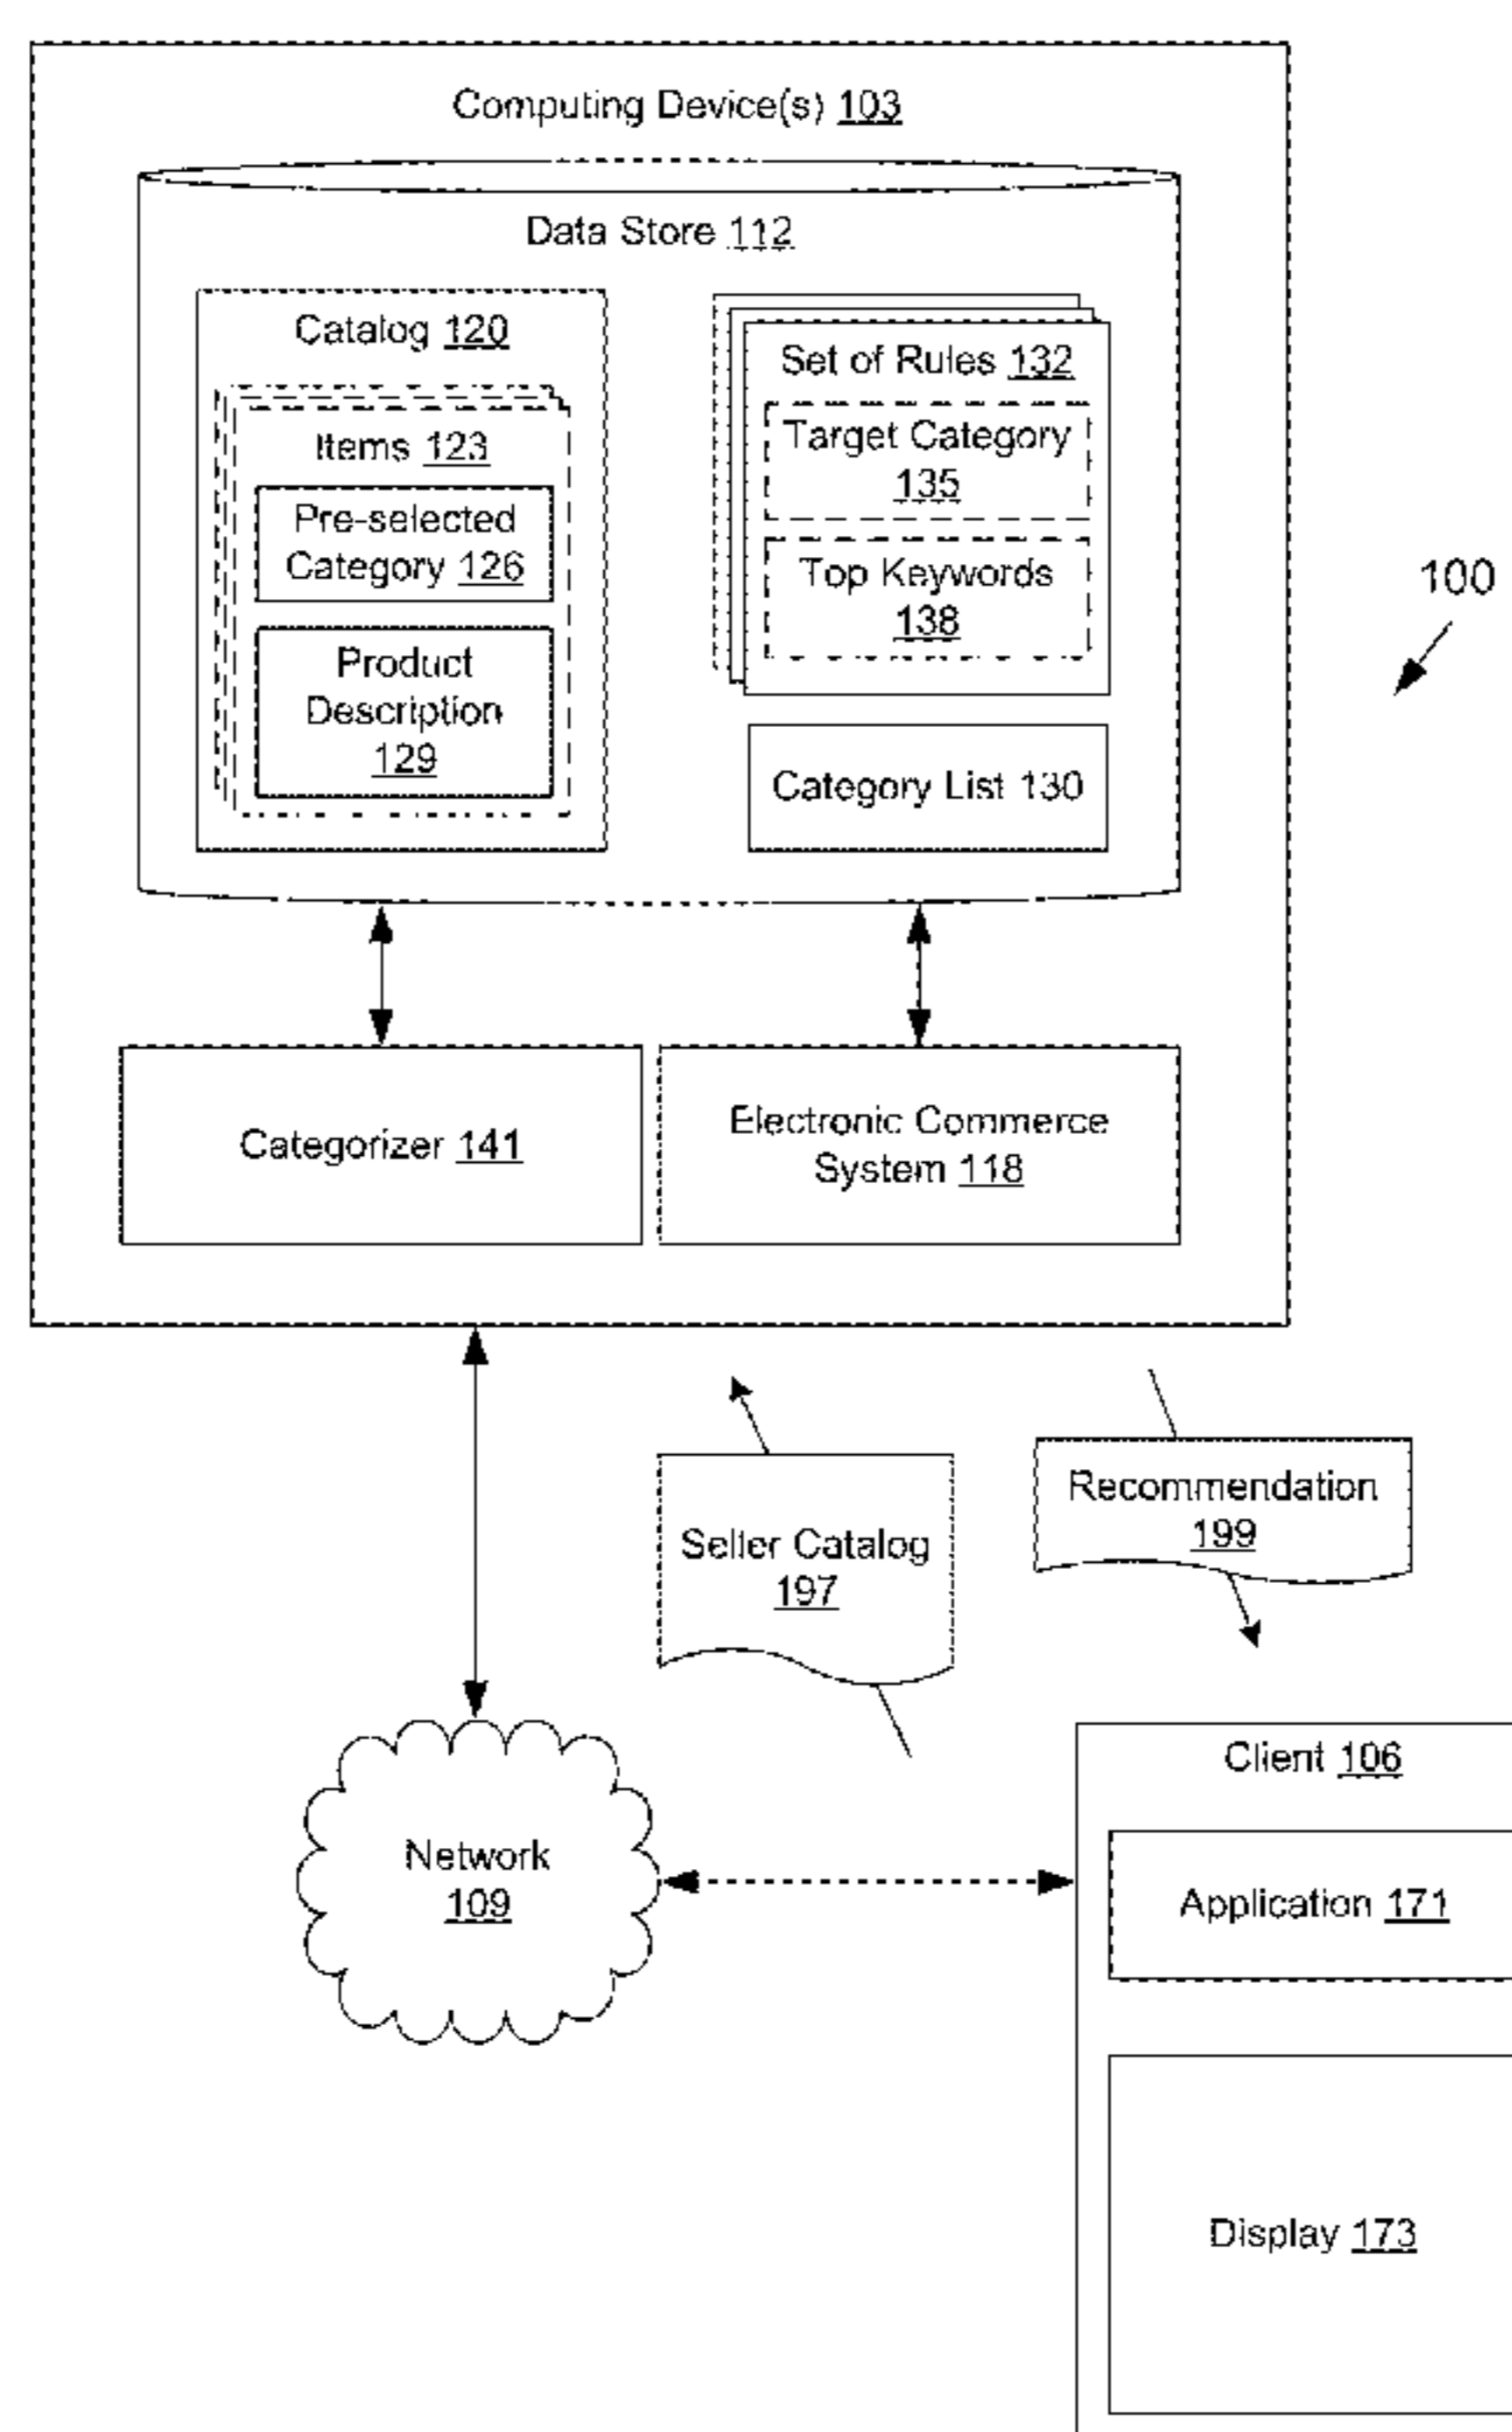 Computing Device(s) 103
Data Store 112
Catalog 120
Items 123
Pre-selected
Category 126
Product
Description
129
Set of Rules 132
Target Category
135
Top Keywords
138
Category List 130
100
Categorizer 141
Electronic Commerce
System 118
Seller Catalog
197
Recommendation
199
Network
109
Client 106
Application 171
Display 173